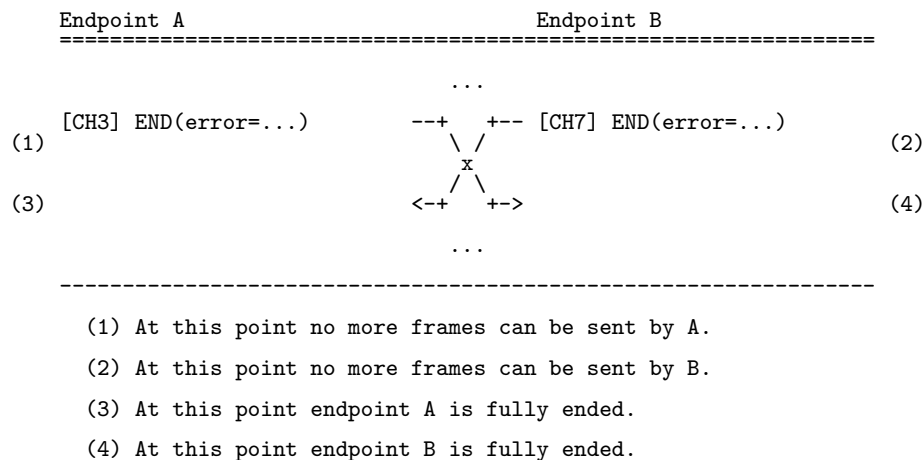 Endpoint A                                        Endpoint B
=================================================================
...
[CH3] END(error=...)        --+   +-- [CH7] END(error=...)
(1)                              \ /                                 (2)
x
/ \
(3)                            <-+   +->                             (4)
...
-----------------------------------------------------------------
(1) At this point no more frames can be sent by A.
(2) At this point no more frames can be sent by B.
(3) At this point endpoint A is fully ended.
(4) At this point endpoint B is fully ended.